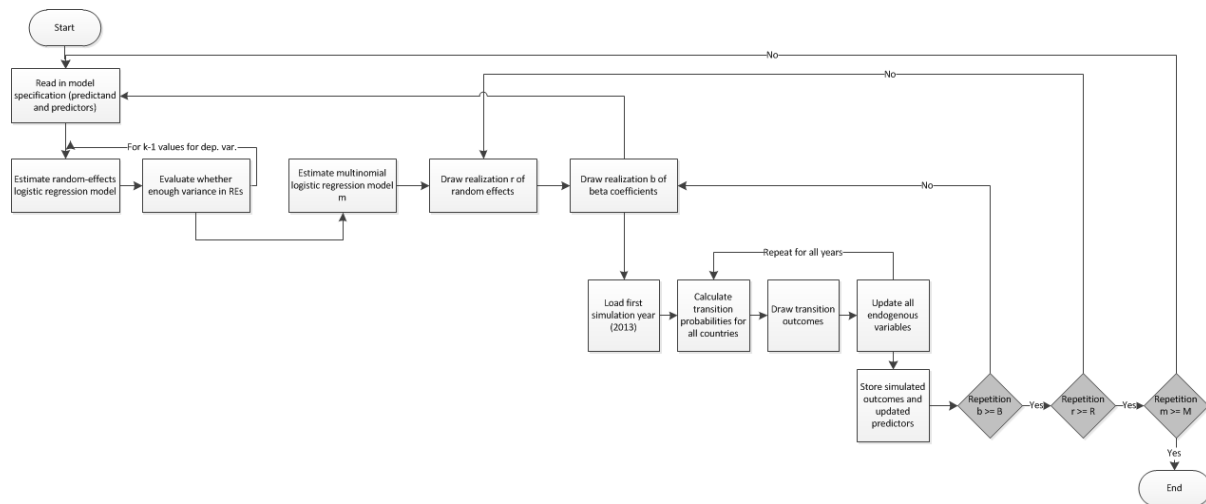 Start
No
Read in model
specification (predictand
and predictors)
No
For k-1 values for dep. var.
Estimate random-effects
logistic regression model
Evaluate whether
enough variance in REs
Estimate multinomial
logistic regression model
m
Draw realization r of
random effects
Draw realization b of
beta coefficients
No
Repeat for all years
Load first
simulation year
(2013)
Calculate
transition
probabilities for
all countries
Draw transition
outcomes
Update all
endogenous
variables
Store simulated
outcomes and
updated
predictors
Repetition
b >= B
Yes
Repetition
r >= R
Yes
Repetition
m >= M
Yes
End